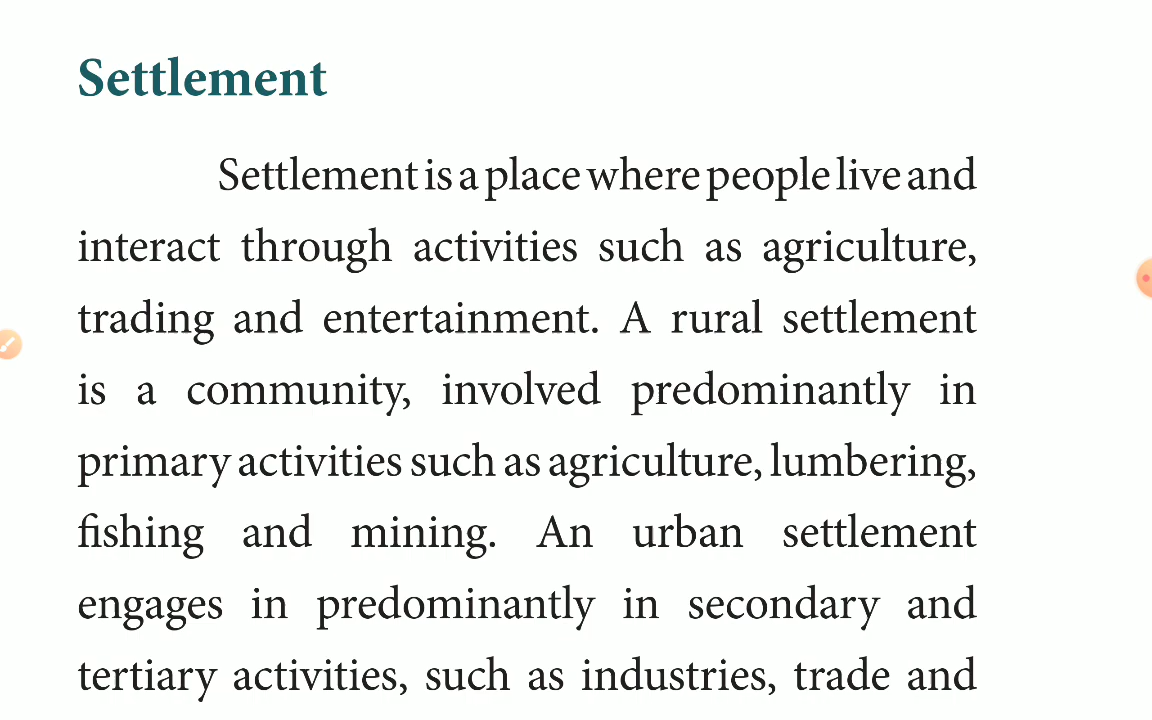 Settlement
Settlement is a place where people live and
interact through activities such as agriculture,
trading and entertainment. A rural settlement
is a community, involved predominantly in
primary activities such as agriculture, lumbering,
fishing and mining. An urban settlement
engages in predominantly in secondary and
tertiary activities, such as industries, trade and